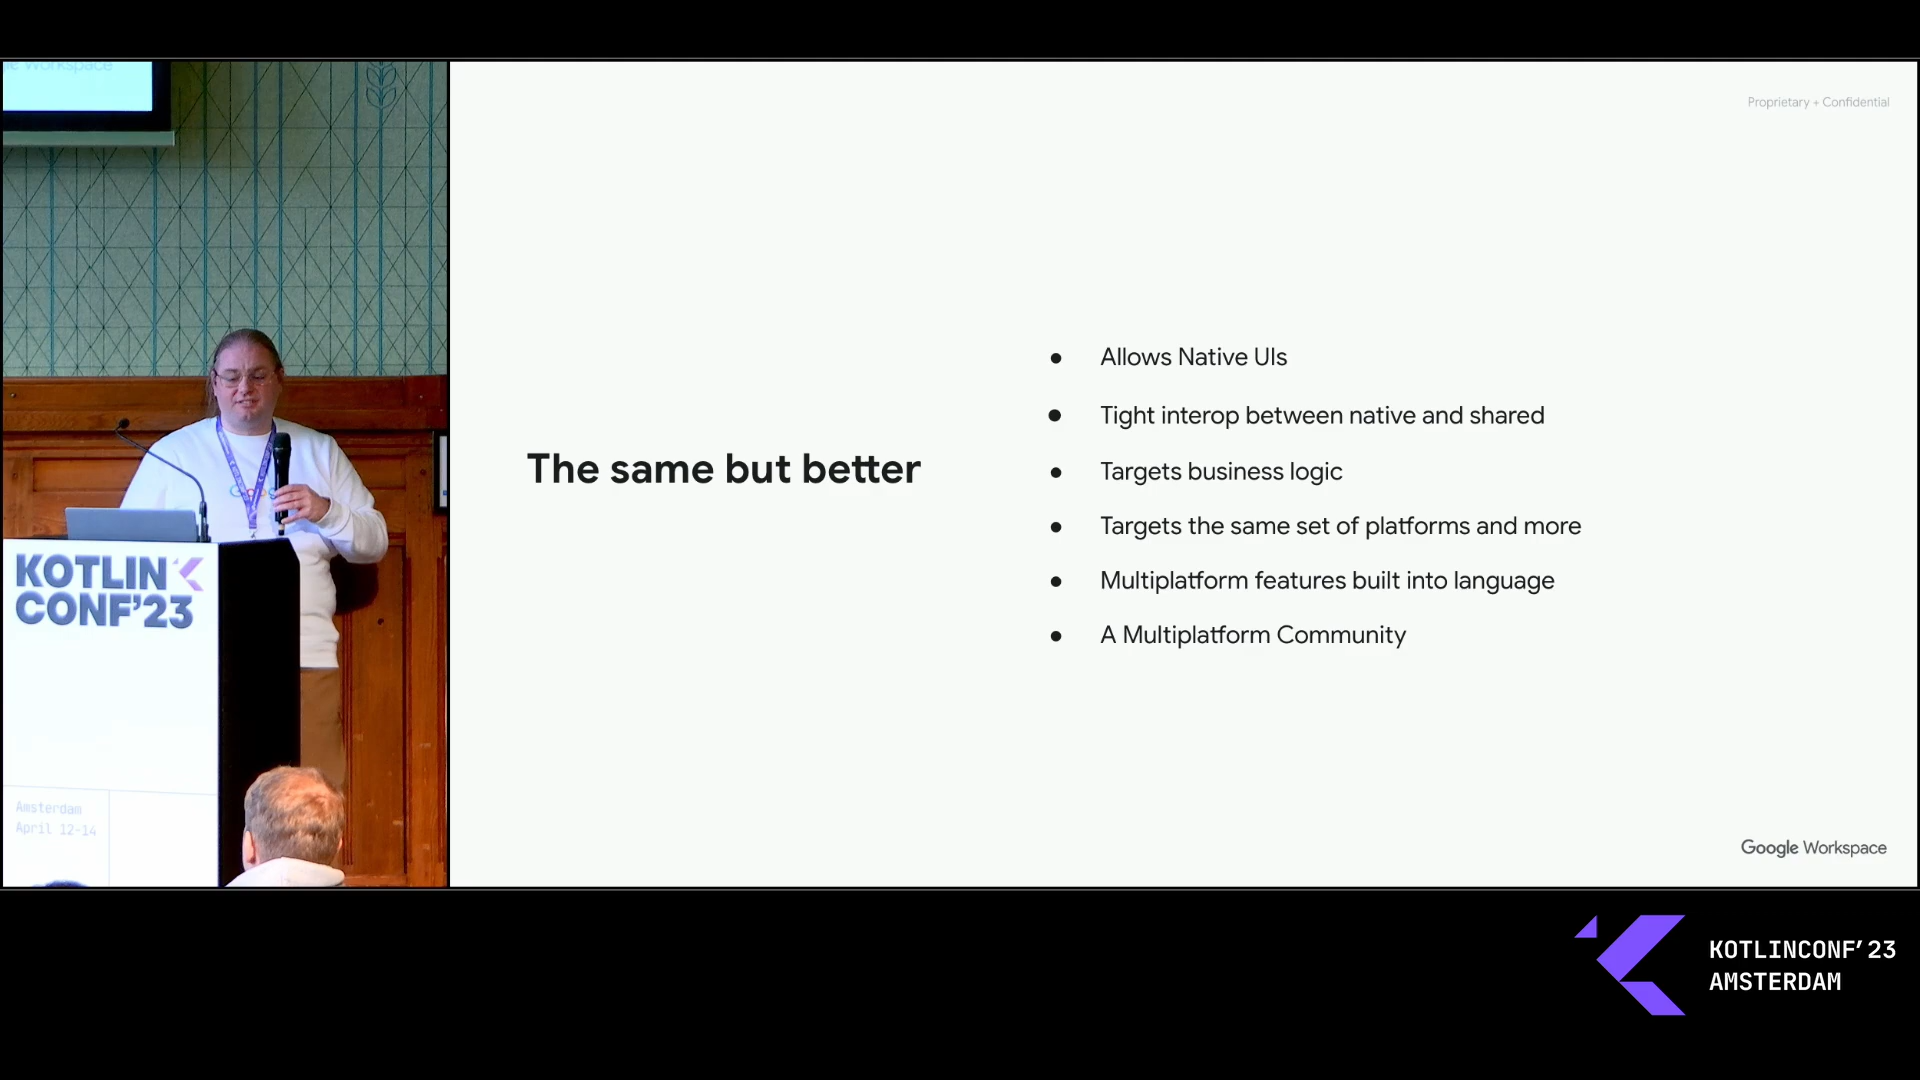 Workspace
Google
KOTLIN
CONF'23
Amsterdam
April 12-14
Proprietary + Confidential
The same but better
● Allows Native UIs
● Tight interop between native and shared
● Targets business logic
● Targets the same set of platforms and more
● Multiplatform features built into language
● A Multiplatform Community
Google Workspace
KOTLINCONF'23
AMSTERDAM